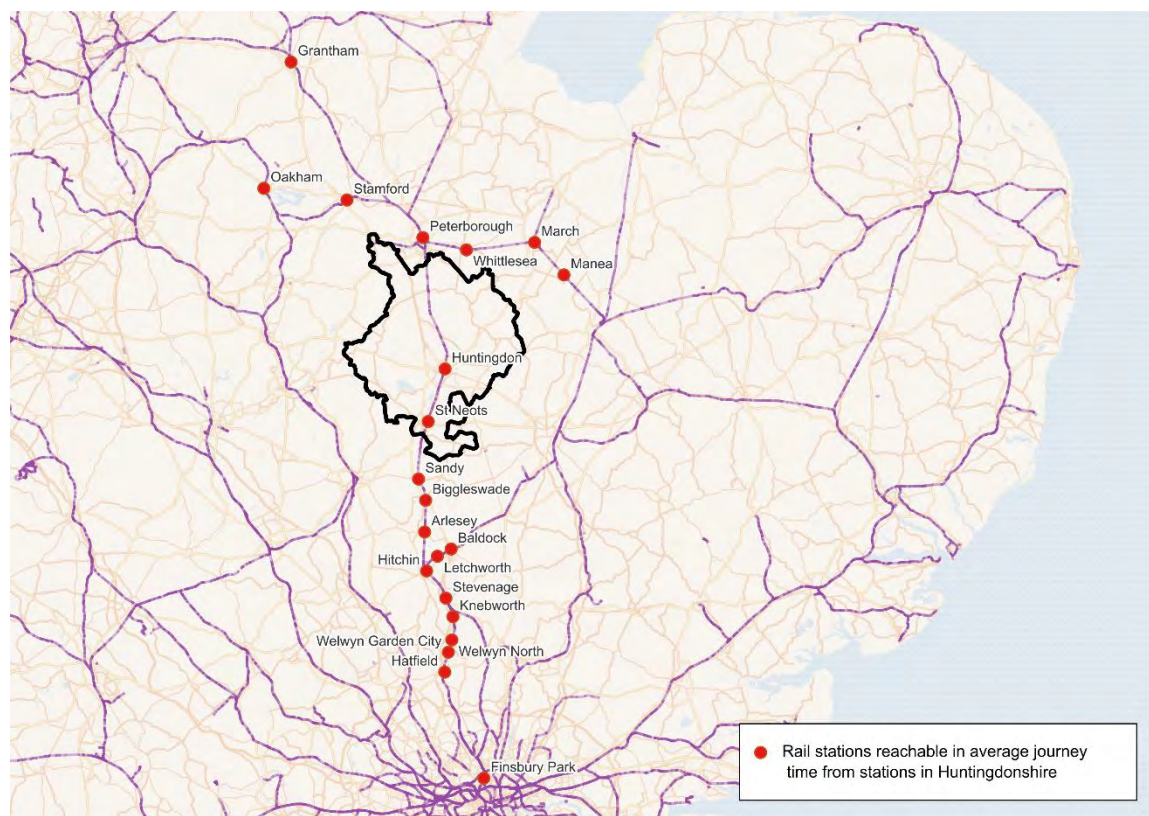 Grantham
Oakham
Stamford
Peterborough
March
Whittlesea
Manea
Huntingdon
St Neots
Sandy
Biggleswade
Arlesey
Baldock
Hitchin
Letchworth
Stevenage
Knebworth
Welwyn Garden City
Welwyn North
Hatfield
Finsbury Park
Rail stations reachable in average journey
time from stations in Huntingdonshire